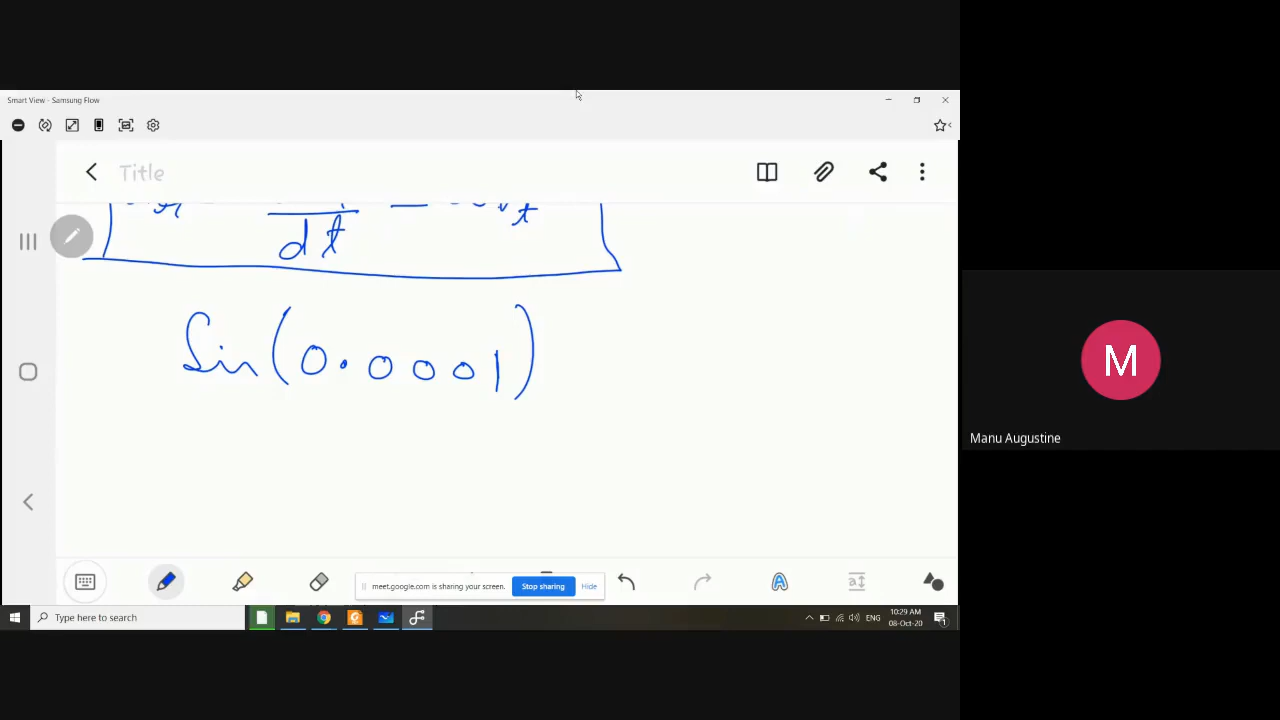 Smart View - Samsung Flow
Title
dt
t
Sin(0.0001)
M
Manu Augustine
meet.google.com is sharing your screen.
Stop sharing
Hide
Type here to search
ENG
10:29 AM
08-Oct-20
1